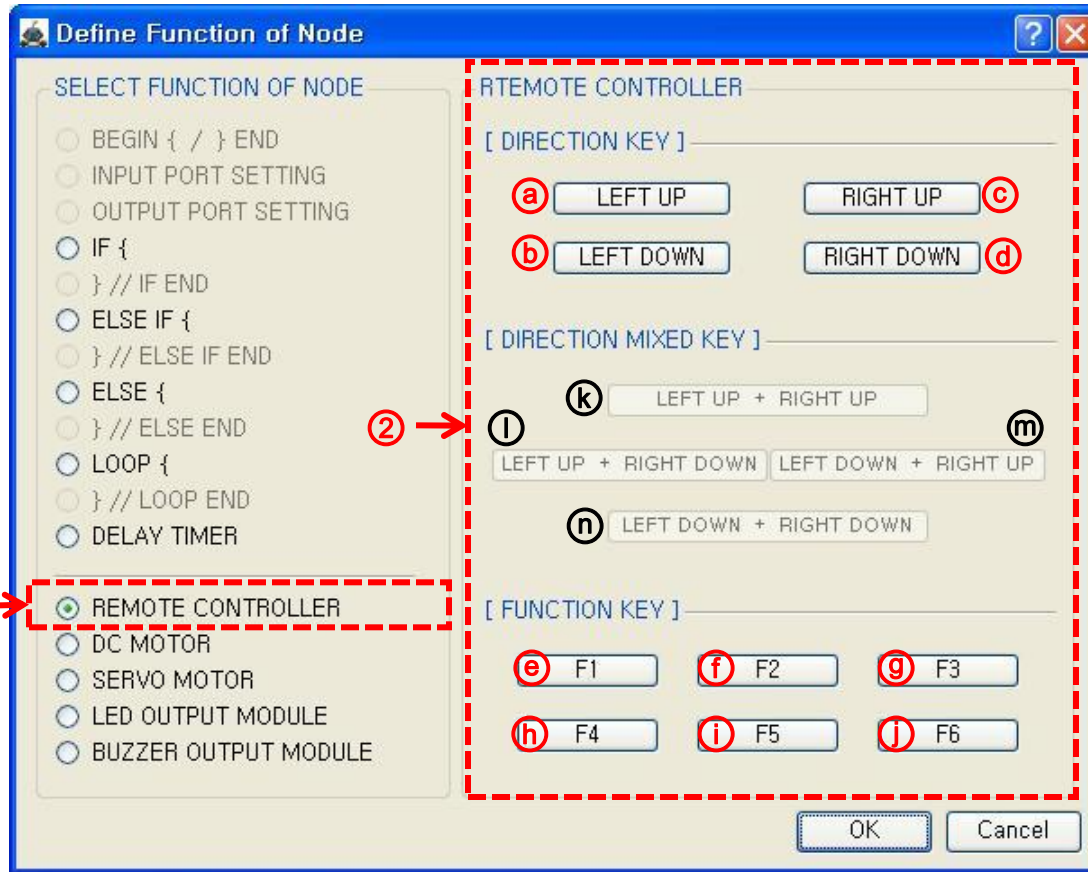 Define Function of Node
SELECT FUNCTION OF NODE
BEGIN { / } END
INPUT PORT SETTING
OUTPUT PORT SETTING
IF {
} // IF END
ELSE IF {
} // ELSE IF END
ELSE {
} // ELSE END
LOOP {
} // LOOP END
DELAY TIMER
REMOTE CONTROLLER
DC MOTOR
SERVO MOTOR
LED OUTPUT MODULE
BUZZER OUTPUT MODULE
②
RTEMOTE CONTROLLER
[ DIRECTION KEY ]
ⓐ LEFT UP RIGHT UP ⓒ
ⓑ LEFT DOWN RIGHT DOWN ⓓ
[ DIRECTION MIXED KEY ]
ⓚ LEFT UP + RIGHT UP
ⓛ ⓜ
LEFT UP + RIGHT DOWN LEFT DOWN + RIGHT UP
ⓝ LEFT DOWN + RIGHT DOWN
[ FUNCTION KEY ]
ⓔ F1 ⓕ F2 ⓖ F3
ⓗ F4 ⓘ F5 ⓙ F6
OK Cancel